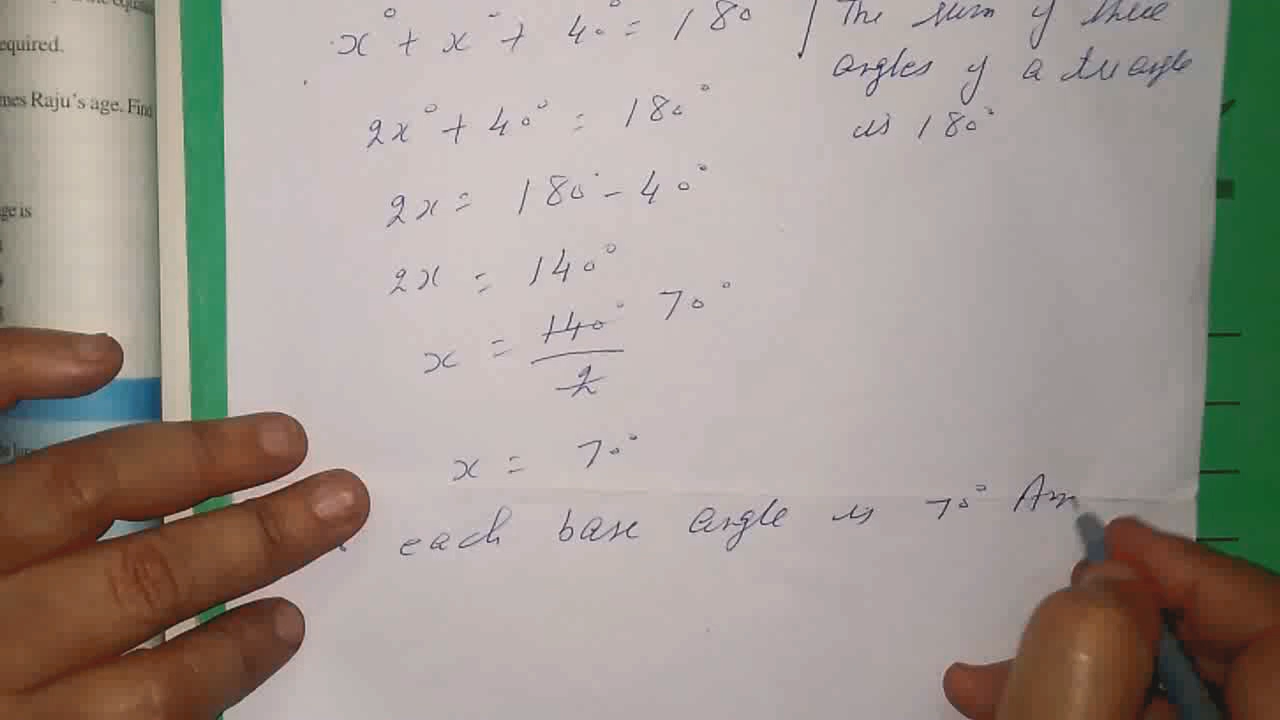 equired.
mes Raju's age. Find
ge is
x° + x° + 40° = 180
The sum of three
angles of a triangle
is 180°
2x° + 40° = 180°
2x = 180° - 40°
2x = 140°
x = 140°/2 70°
x = 70°
each base angle is 70° An